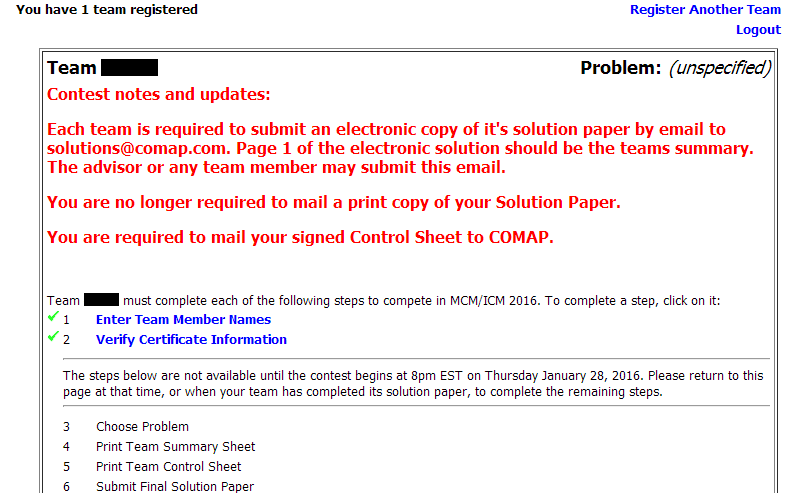 You have 1 team registered
Register Another Team
Logout
Team
Problem: (unspecified)
Contest notes and updates:
Each team is required to submit an electronic copy of it's solution paper by email to
solutions@comap.com. Page 1 of the electronic solution should be the teams summary.
The advisor or any team member may submit this email.
You are no longer required to mail a print copy of your Solution Paper.
You are required to mail your signed Control Sheet to COMAP.
Team must complete each of the following steps to compete in MCM/ICM 2016. To complete a step, click on it:
1 Enter Team Member Names
2 Verify Certificate Information
The steps below are not available until the contest begins at 8pm EST on Thursday January 28, 2016. Please return to this
page at that time, or when your team has completed its solution paper, to complete the remaining steps.
3 Choose Problem
4 Print Team Summary Sheet
5 Print Team Control Sheet
6 Submit Final Solution Paper